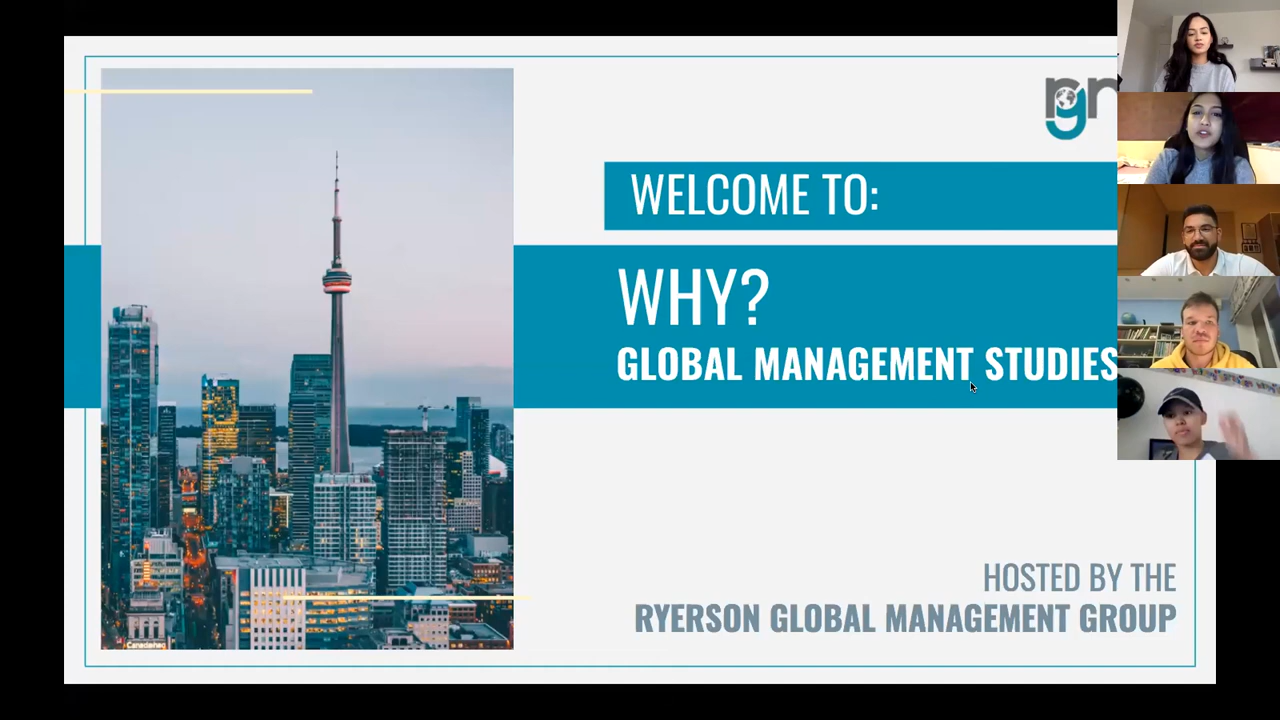 WELCOME TO:
WHY?
GLOBAL MANAGEMENT STUDIES
HOSTED BY THE
RYERSON GLOBAL MANAGEMENT GROUP